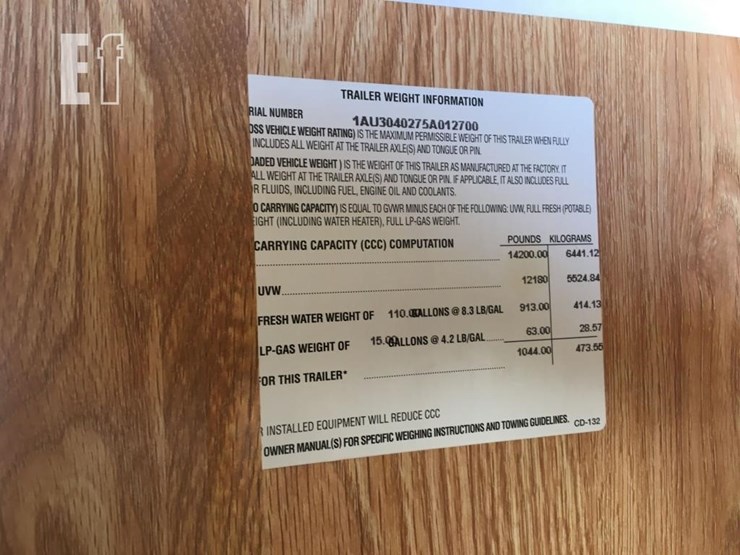 Ef
TRAILER WEIGHT INFORMATION
RIAL NUMBER
1AU3040275A012700
OSS VEHICLE WEIGHT RATING) IS THE MAXIMUM PERMISSIBLE WEIGHT OF THIS TRAILER WHEN FULLY
INCLUDES ALL WEIGHT AT THE TRAILER AXLE(S) AND TONGUE OR PIN.
OADED VEHICLE WEIGHT ) IS THE WEIGHT OF THIS TRAILER AS MANUFACTURED AT THE FACTORY. IT
ALL WEIGHT AT THE TRAILER AXLE(S) AND TONGUE OR PIN. IF APPLICABLE, IT ALSO INCLUDES FULL
R FLUIDS, INCLUDING FUEL, ENGINE OIL AND COOLANTS.
O CARRYING CAPACITY) IS EQUAL TO GVWR MINUS EACH OF THE FOLLOWING: UVW, FULL FRESH (POTABLE)
EIGHT (INCLUDING WATER HEATER), FULL LP-GAS WEIGHT.
CARRYING CAPACITY (CCC) COMPUTATION POUNDS KILOGRAMS
14200.00 6441.12
UVW 12180 5524.84
FRESH WATER WEIGHT OF 110.00 GALLONS @ 8.3 LB/GAL 913.00 414.13
LP-GAS WEIGHT OF 15.00 GALLONS @ 4.2 LB/GAL 63.00 28.57
FOR THIS TRAILER* 1044.00 473.55
R INSTALLED EQUIPMENT WILL REDUCE CCC
OWNER MANUAL(S) FOR SPECIFIC WEIGHING INSTRUCTIONS AND TOWING GUIDELINES. CD-132